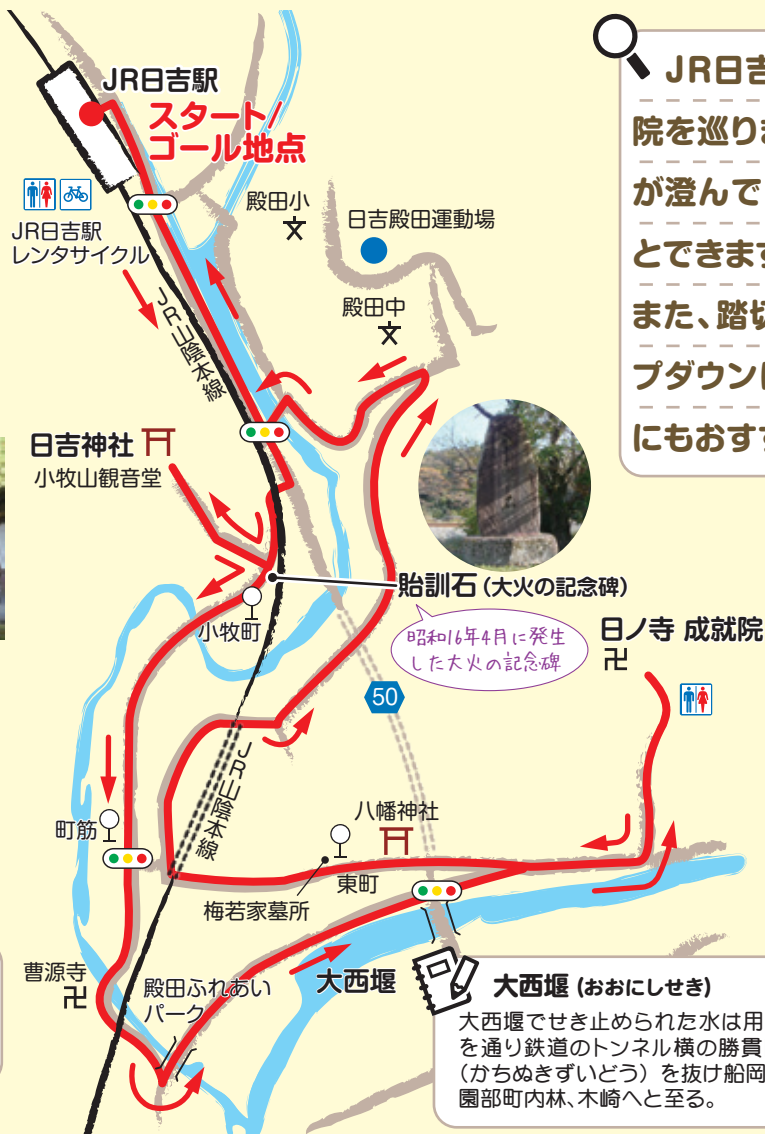 JR日吉駅
スタート/
ゴール地点
JR日吉駅
レンタサイクル
JR山陰本線
殿田小
日吉殿田運動場
殿田中
JR日吉
院を巡りま
が澄んで
とできます
また、踏切
プダウンに
にもおすす
日吉神社
小牧山観音堂
貽訓石 (大火の記念碑)
昭和16年4月に発生
した大火の記念碑
小牧町
日ノ寺 成就院
50
JR山陰本線
町筋
八幡神社
東町
梅若家墓所
曹源寺
殿田ふれあい
パーク
大西堰
大西堰 (おおにしせき)
大西堰でせき止められた水は用
を通り鉄道のトンネル横の勝貫
(かちぬきずいどう) を抜け船岡
園部町内林、木崎へと至る。